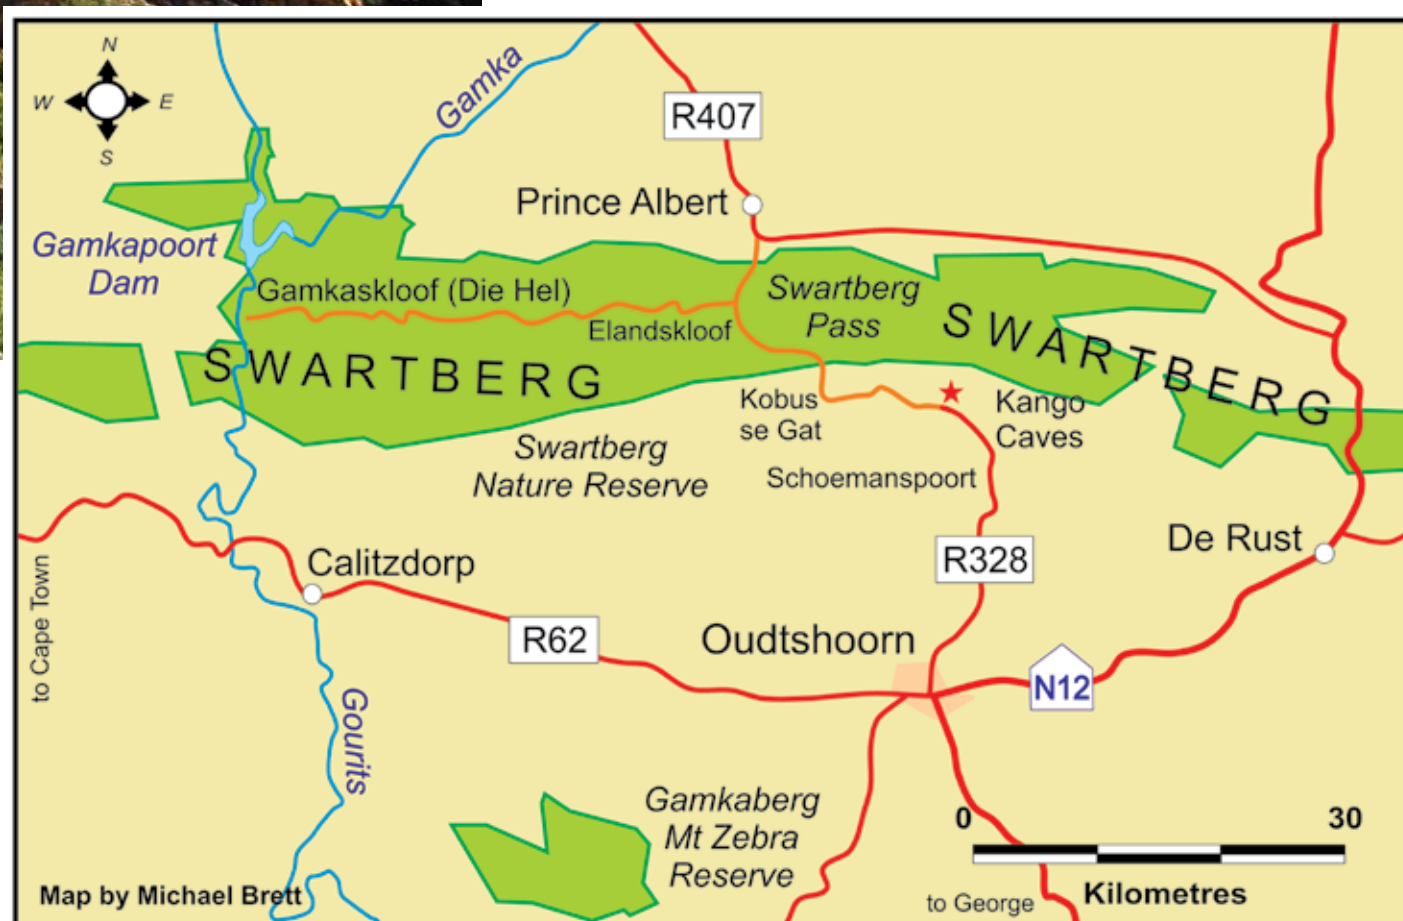 N
W E
S
Gamka
R407
Prince Albert
Gamkapoort
Dam
Gamkaskloof (Die Hel)
Swartberg
Pass
Elandskloof
SWARTBERG
SWARTBERG
Kobus
se Gat
Kango
Caves
Swartberg
Nature Reserve
Schoemanspoort
De Rust
R328
Calitzdorp
to Cape Town
R62
Oudtshoorn
N12
Gourits
Gamkaberg
Mt Zebra
Reserve
0 30
Kilometres
to George
Map by Michael Brett